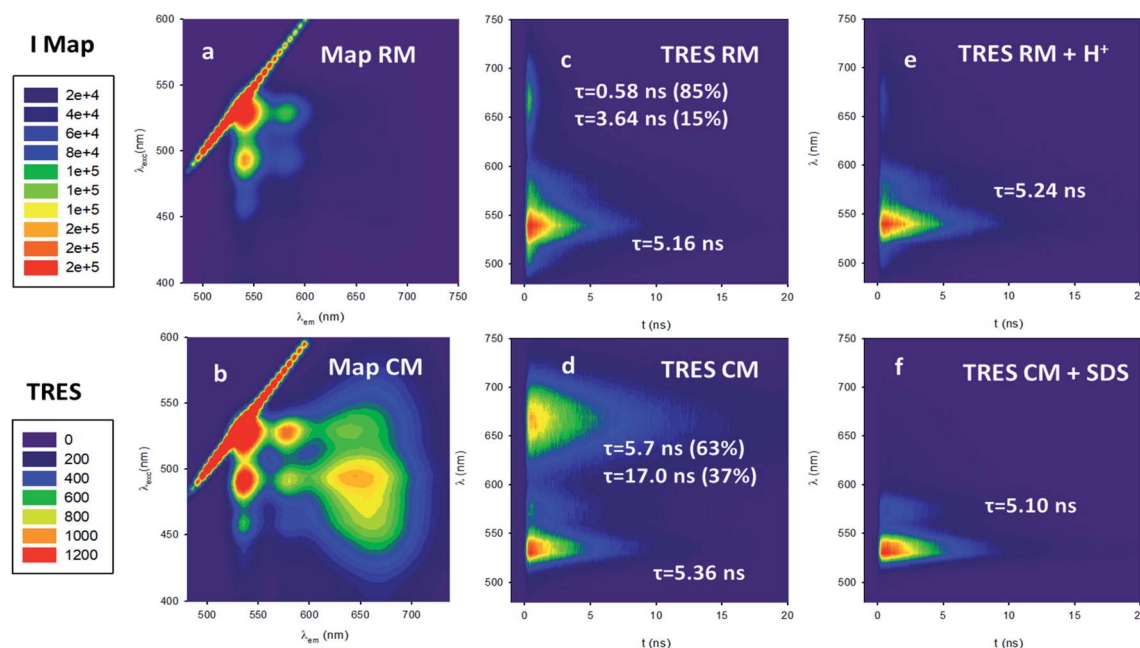 I Map
2e+4
4e+4
6e+4
8e+4
1e+5
1e+5
1e+5
2e+5
2e+5
2e+5
TRES
0
200
400
600
800
1000
1200
a
Map RM
600
550
500
450
400
λexc(nm)
500 550 600 650 700 750
λem (nm)
c
TRES RM
τ=0.58 ns (85%)
τ=3.64 ns (15%)
τ=5.16 ns
750
700
650
600
550
500
λ(nm)
0 5 10 15 20
t (ns)
e
TRES RM + H⁺
τ=5.24 ns
750
700
650
600
550
500
λ (nm)
0 5 10 15 20
t (ns)
b
Map CM
600
550
500
450
400
λexc(nm)
500 550 600 650 700
λem (nm)
d
TRES CM
τ=5.7 ns (63%)
τ=17.0 ns (37%)
τ=5.36 ns
750
700
650
600
550
500
λ (nm)
0 5 10 15 20
t (ns)
f
TRES CM + SDS
τ=5.10 ns
750
700
650
600
550
500
λ (nm)
0 5 10 15 20
t (ns)